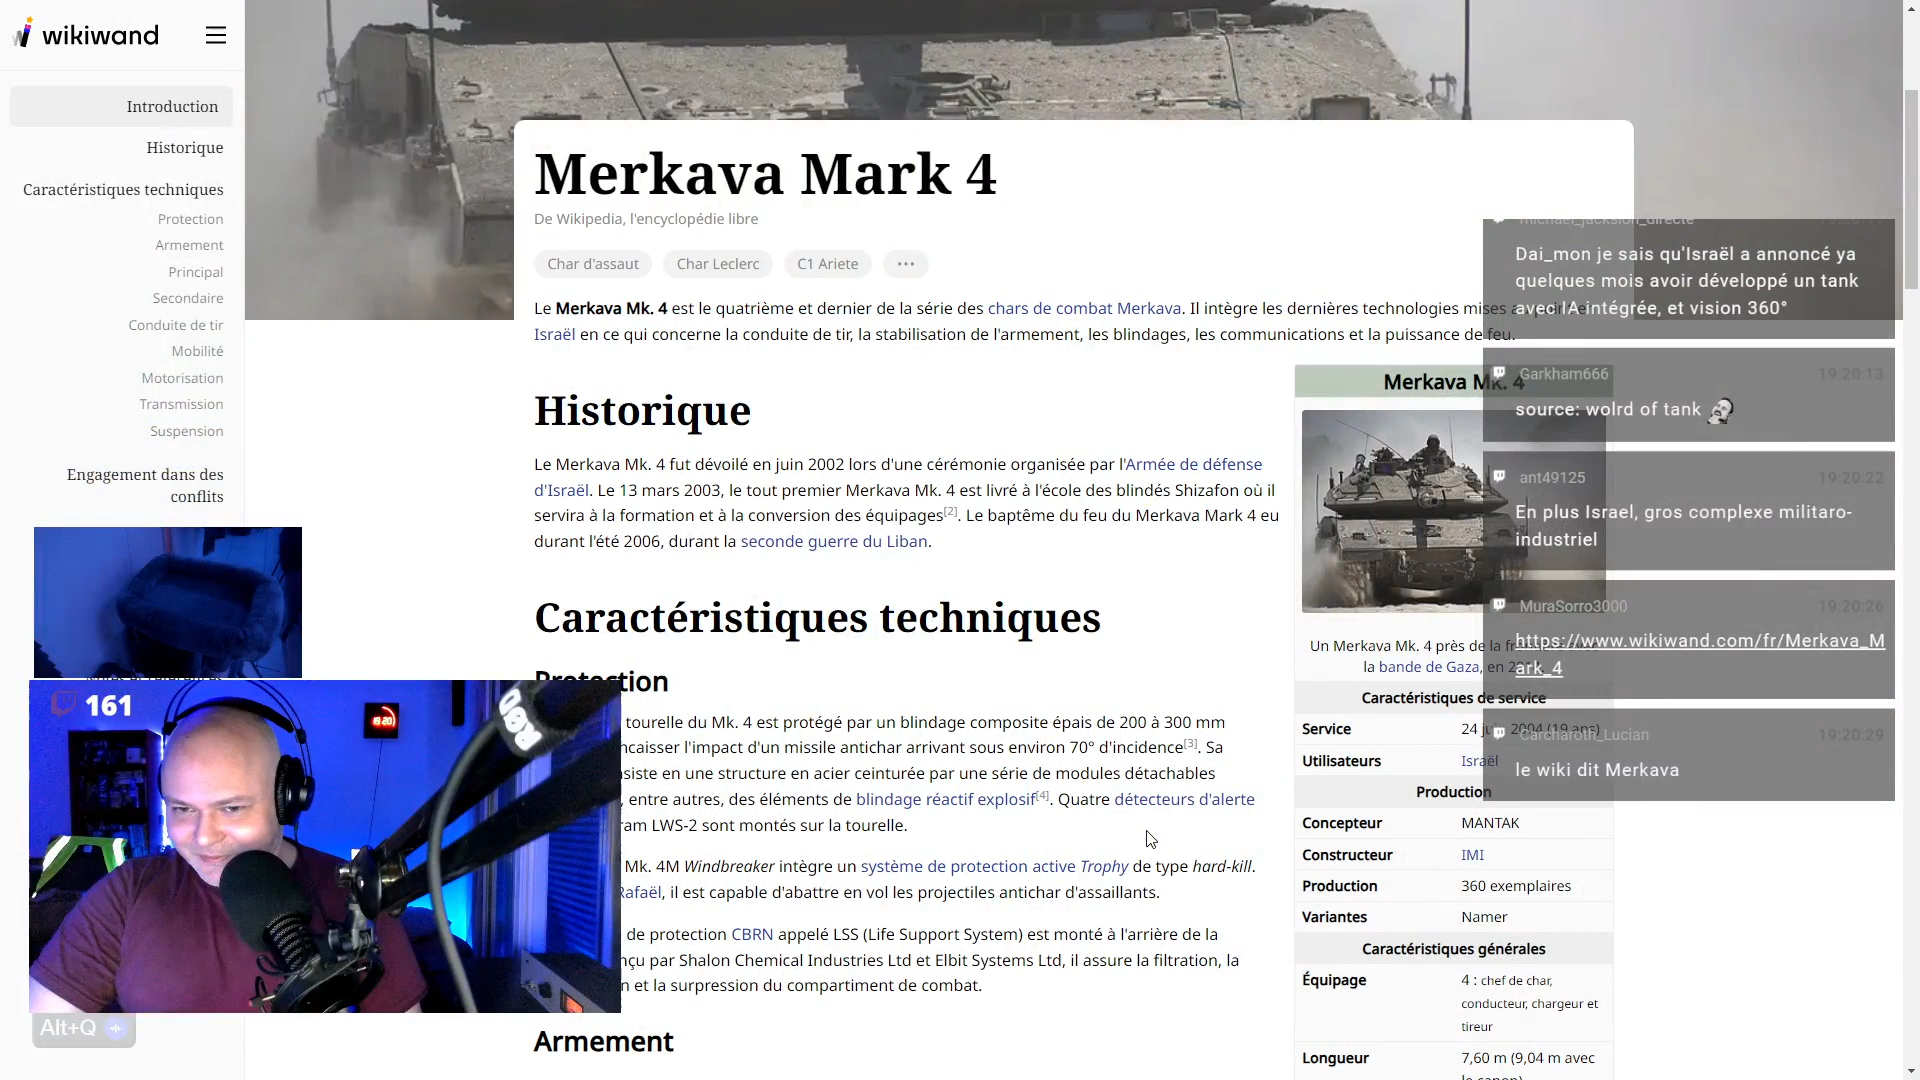 wikiwand
Introduction
Historique
Caractéristiques techniques
Protection
Armement
Principal
Secondaire
Conduite de tir
Mobilité
Motorisation
Transmission
Suspension
Engagement dans des
conflits
161
19:20
Alt+Q
Merkava Mark 4
De Wikipedia, l'encyclopédie libre
Char d'assaut
Char Leclerc
C1 Ariete
Le Merkava Mk. 4 est le quatrième et dernier de la série des chars de combat Merkava. Il intègre les dernières technologies mises
Israël en ce qui concerne la conduite de tir, la stabilisation de l'armement, les blindages, les communications et la puissance de feu.
Historique
Le Merkava Mk. 4 fut dévoilé en juin 2002 lors d'une cérémonie organisée par l'Armée de défense
d'Israël. Le 13 mars 2003, le tout premier Merkava Mk. 4 est livré à l'école des blindés Shizafon où il
servira à la formation et à la conversion des équipages[2]. Le baptême du feu du Merkava Mark 4 eu
durant l'été 2006, durant la seconde guerre du Liban.
Caractéristiques techniques
Protection
tourelle du Mk. 4 est protégé par un blindage composite épais de 200 à 300 mm
ncaisser l'impact d'un missile antichar arrivant sous environ 70° d'incidence[3]. Sa
siste en une structure en acier ceinturée par une série de modules détachables
, entre autres, des éléments de blindage réactif explosif[4]. Quatre détecteurs d'alerte
ram LWS-2 sont montés sur la tourelle.
Mk. 4M Windbreaker intègre un système de protection active Trophy de type hard-kill.
Rafaël, il est capable d'abattre en vol les projectiles antichar d'assaillants.
de protection CBRN appelé LSS (Life Support System) est monté à l'arrière de la
nçu par Shalon Chemical Industries Ltd et Elbit Systems Ltd, il assure la filtration, la
n et la surpression du compartiment de combat.
Armement
Merkava Mk. 4
Un Merkava Mk. 4 près de la
la bande de Gaza, en
Caractéristiques de service
Service 24 2004 (19 ans)
Utilisateurs Israël
Production
Concepteur MANTAK
Constructeur IMI
Production 360 exemplaires
Variantes Namer
Caractéristiques générales
Équipage 4 : chef de char,
conducteur, chargeur et
tireur
Longueur 7,60 m (9,04 m avec
le canon)
michael_jacksion_directe
Dai_mon je sais qu'Israël a annoncé ya
quelques mois avoir développé un tank
avec IA intégrée, et vision 360°
Garkham666 19:20:13
source: wolrd of tank
ant49125 19:20:22
En plus Israel, gros complexe militaro-
industriel
MuraSorro3000 19:20:26
https://www.wikiwand.com/fr/Merkava_M
ark_4
Carcharoth_Lucian 19:20:29
le wiki dit Merkava